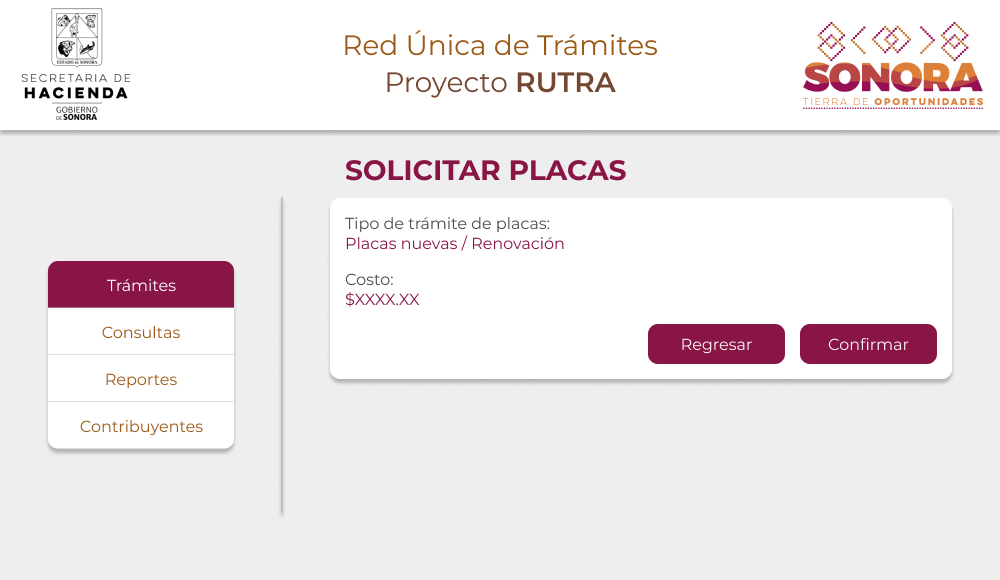 ESTADO de SONORA
SECRETARIA DE
HACIENDA
GOBIERNO
DE SONORA
Red Única de Trámites
Proyecto RUTRA
SONORA
TIERRA DE OPORTUNIDADES
SOLICITAR PLACAS
Trámites
Consultas
Reportes
Contribuyentes
Tipo de trámite de placas:
Placas nuevas / Renovación
Costo:
$XXXX.XX
Regresar
Confirmar